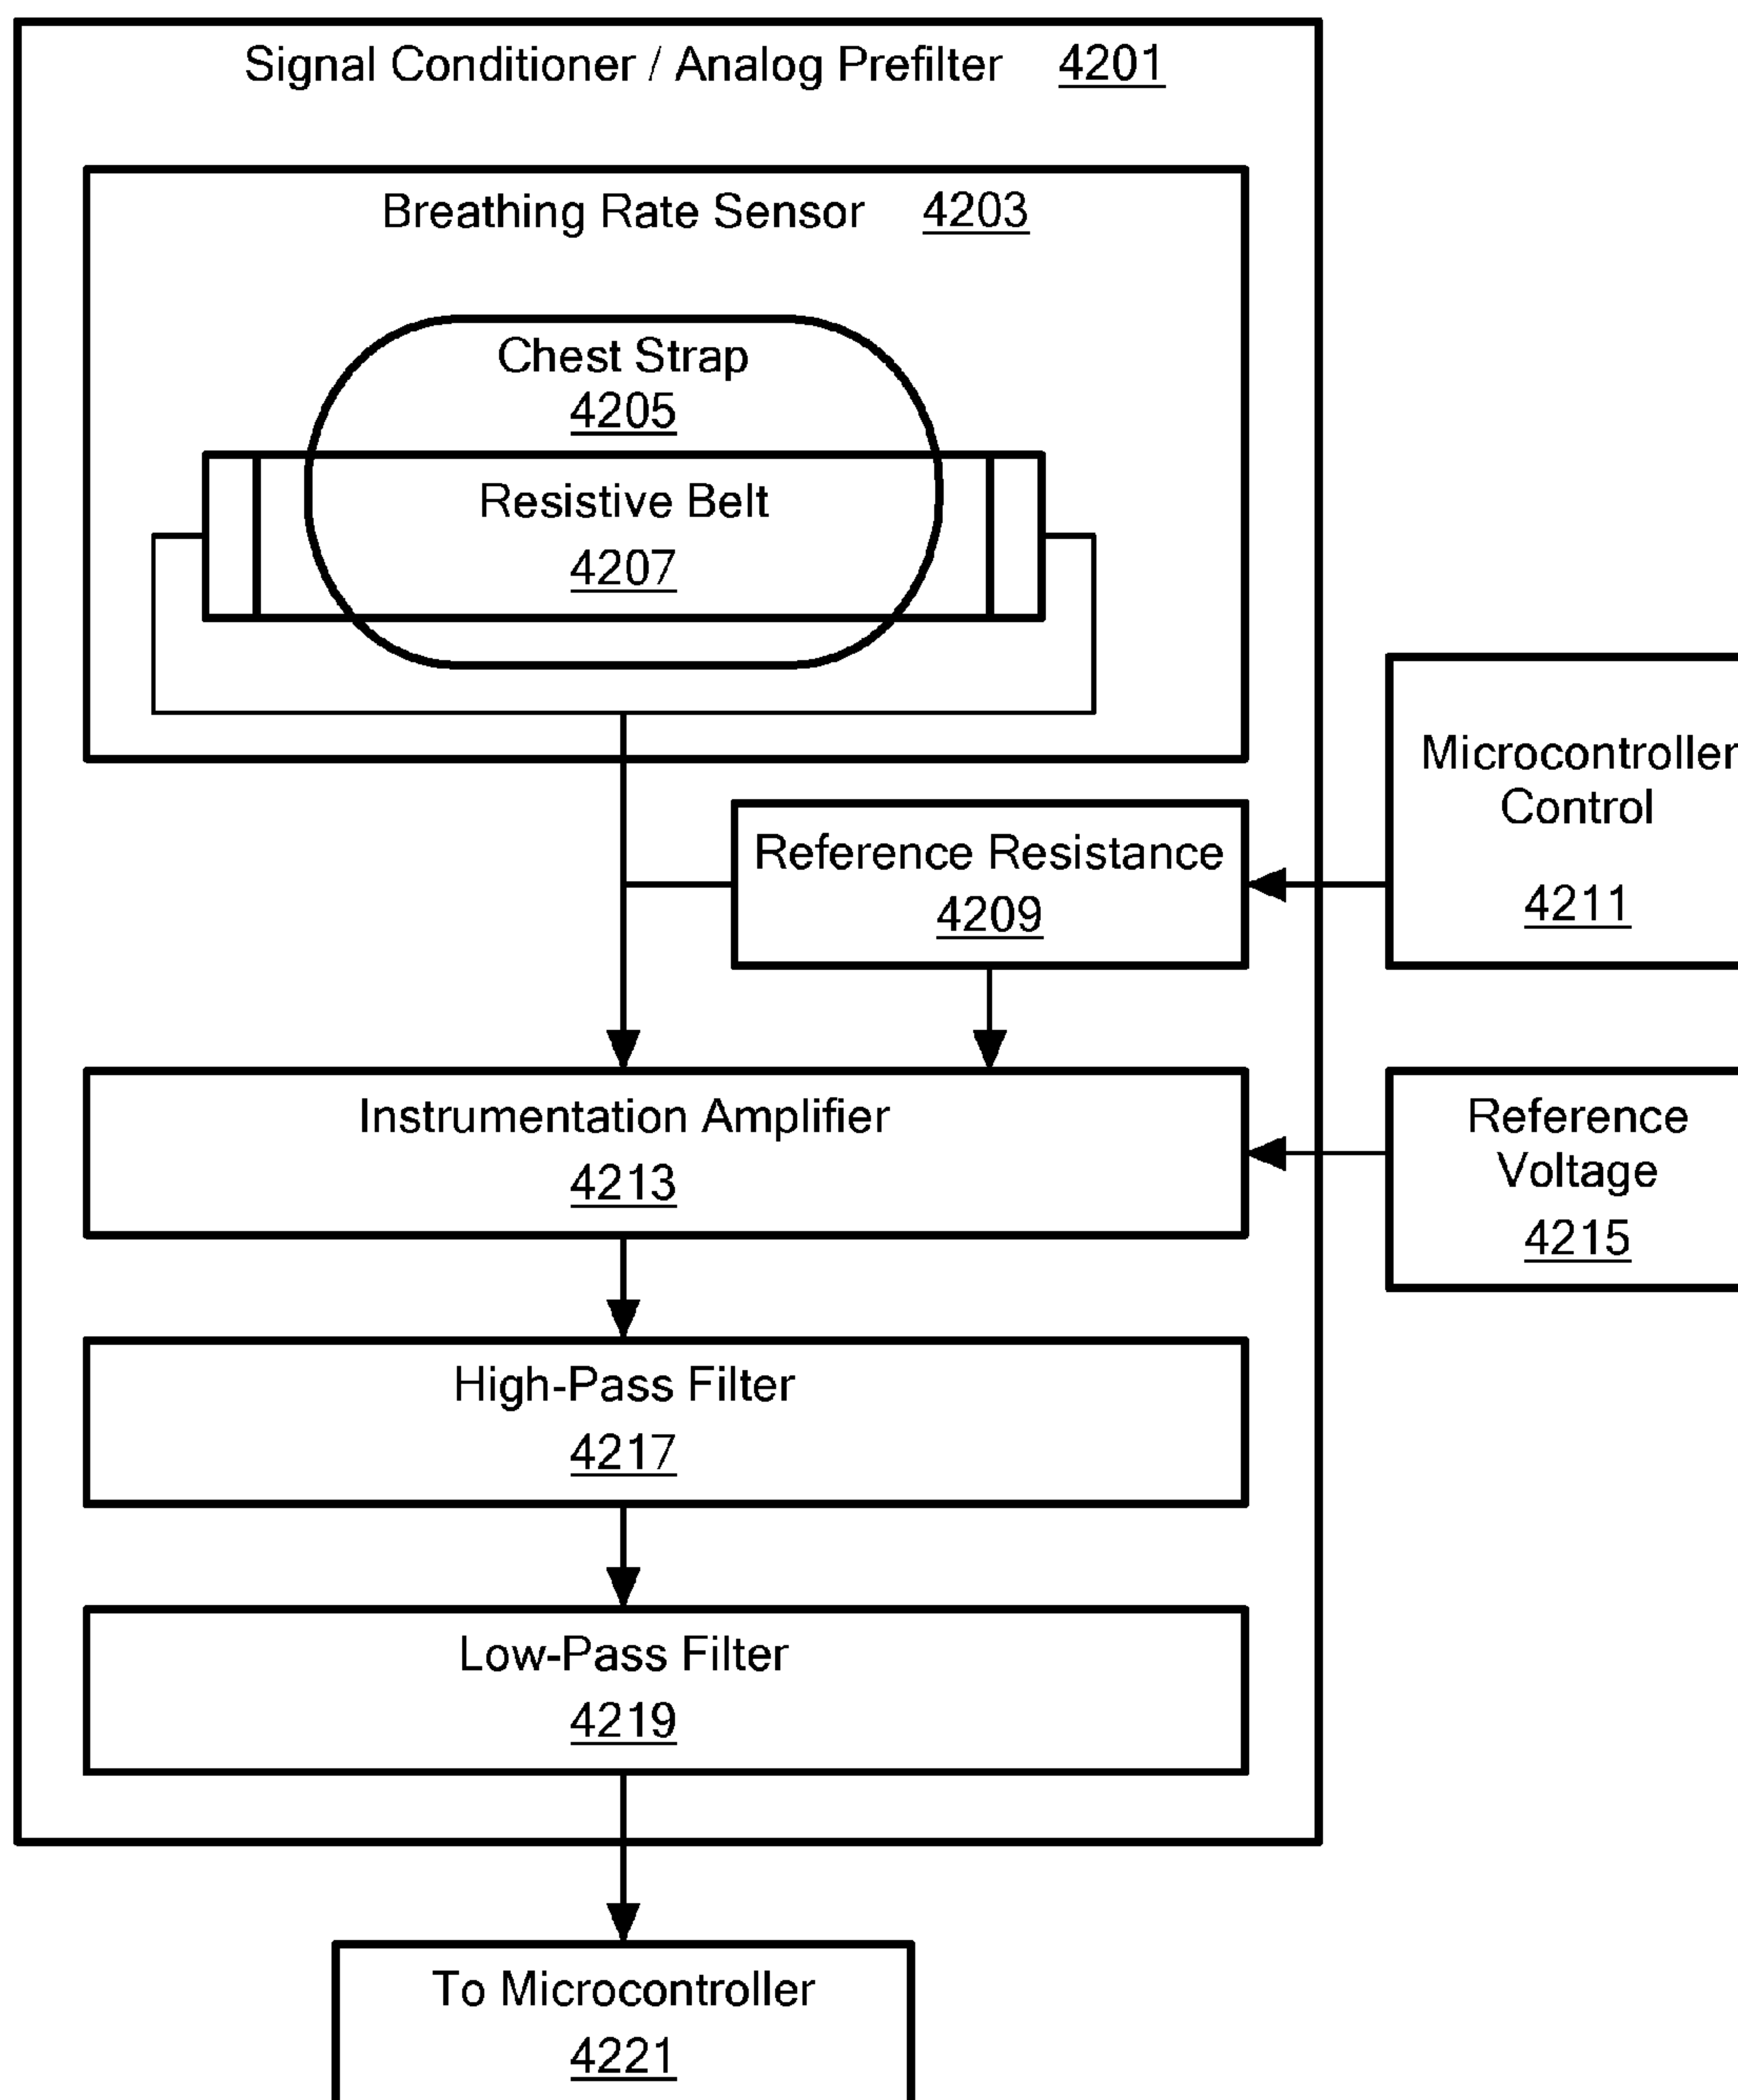 Signal Conditioner / Analog Prefilter 4201
Breathing Rate Sensor 4203
Chest Strap
4205
Resistive Belt
4207
Microcontroller
Control
4211
Reference Resistance
4209
Instrumentation Amplifier
4213
Reference
Voltage
4215
High-Pass Filter
4217
Low-Pass Filter
4219
To Microcontroller
4221